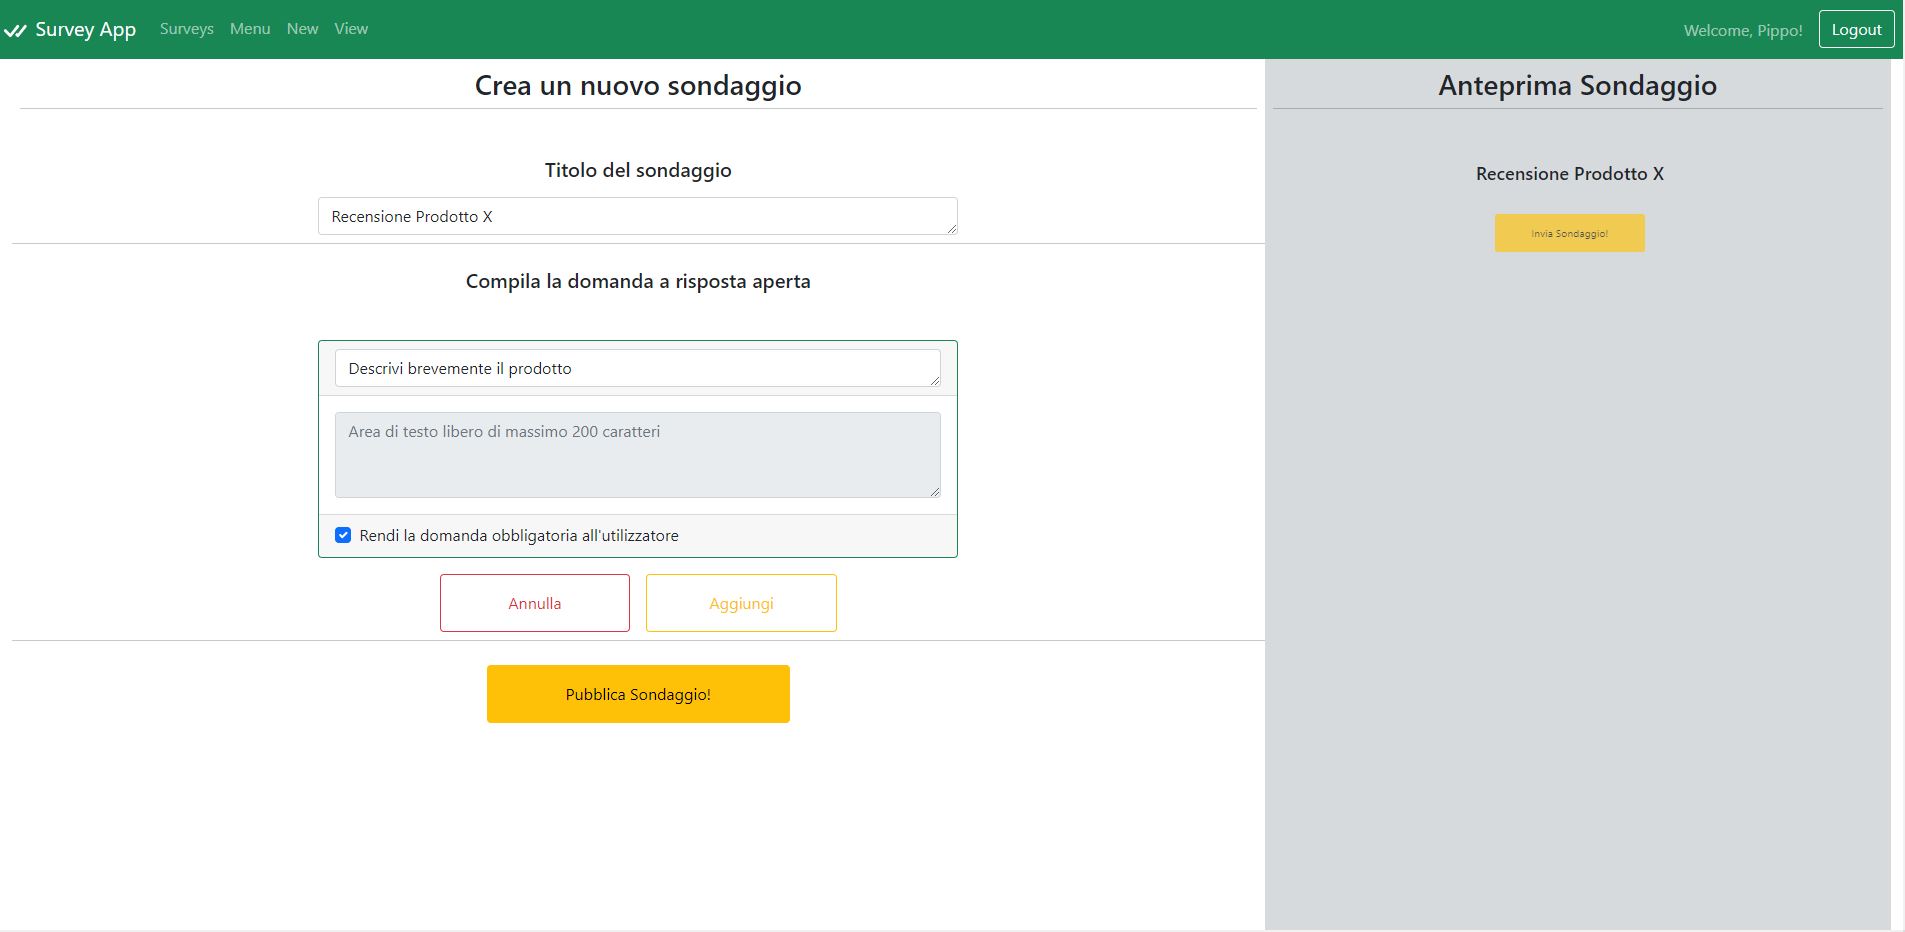 Survey App Surveys Menu New View Welcome, Pippo! Logout
Crea un nuovo sondaggio
Titolo del sondaggio
Recensione Prodotto X
Compila la domanda a risposta aperta
Descrivi brevemente il prodotto
Area di testo libero di massimo 200 caratteri
Rendi la domanda obbligatoria all'utilizzatore
Annulla Aggiungi
Pubblica Sondaggio!
Anteprima Sondaggio
Recensione Prodotto X
Invia Sondaggio!